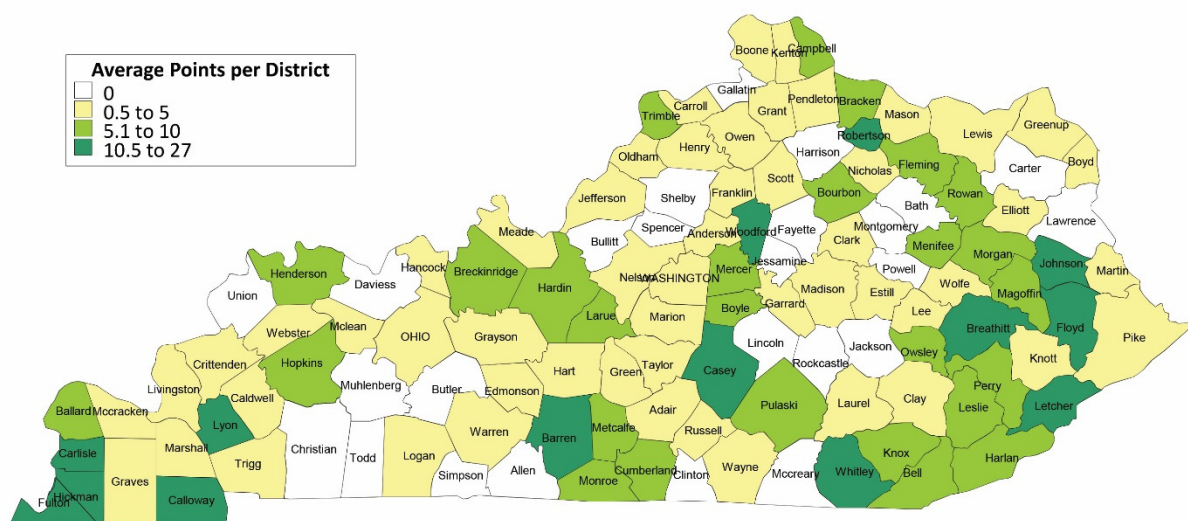 Average Points per District
0
0.5 to 5
5.1 to 10
10.5 to 27
Boone
Kenton
Campbell
Gallatin
Carroll
Trimble
Grant
Pendleton
Bracken
Mason
Robertson
Lewis
Greenup
Owen
Henry
Oldham
Harrison
Fleming
Carter
Boyd
Nicholas
Scott
Franklin
Shelby
Jefferson
Bourbon
Rowan
Bath
Elliott
Lawrence
Meade
Bullitt
Spencer
Anderson
Woodford
Fayette
Clark
Montgomery
Menifee
Morgan
Johnson
Martin
Henderson
Union
Daviess
Hancock
Breckinridge
Hardin
Nelson
WASHINGTON
Mercer
Jessamine
Madison
Powell
Estill
Wolfe
Magoffin
Floyd
Pike
Webster
Mclean
OHIO
Grayson
Larue
Marion
Boyle
Garrard
Lee
Breathitt
Knott
Crittenden
Hopkins
Muhlenberg
Butler
Edmonson
Hart
Green
Taylor
Casey
Lincoln
Rockcastle
Jackson
Owsley
Perry
Letcher
Livingston
Caldwell
Lyon
Ballard
Mccracken
Marshall
Carlisle
Graves
Hickman
Fulton
Calloway
Trigg
Christian
Todd
Logan
Warren
Simpson
Allen
Barren
Metcalfe
Monroe
Adair
Russell
Cumberland
Clinton
Wayne
Pulaski
Mccreary
Laurel
Clay
Leslie
Whitley
Knox
Bell
Harlan